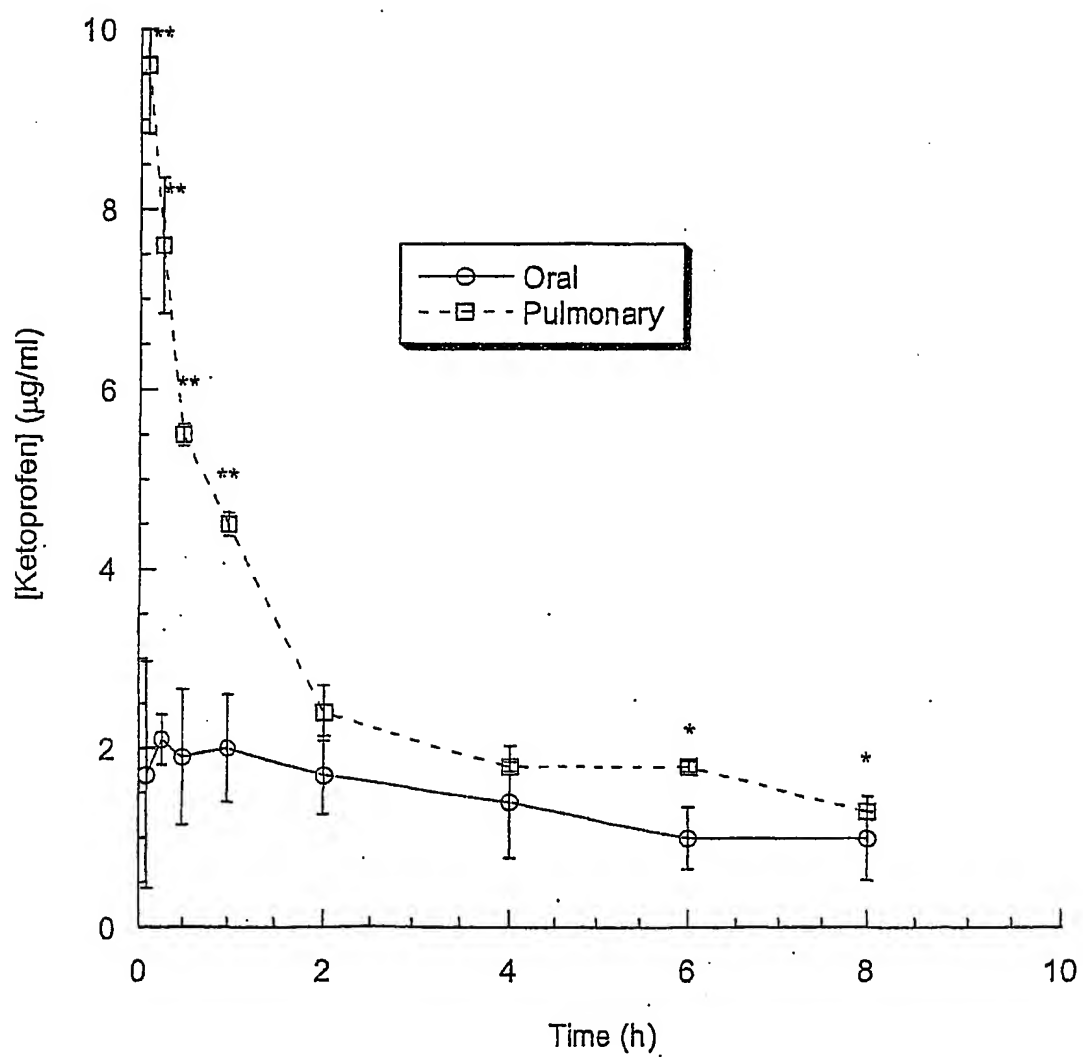 10
**
**
8
Oral
Pulmonary
[Ketoprofen] (µg/ml)
6
**
**
4
2
*
*
0
0 2 4 6 8 10
Time (h)